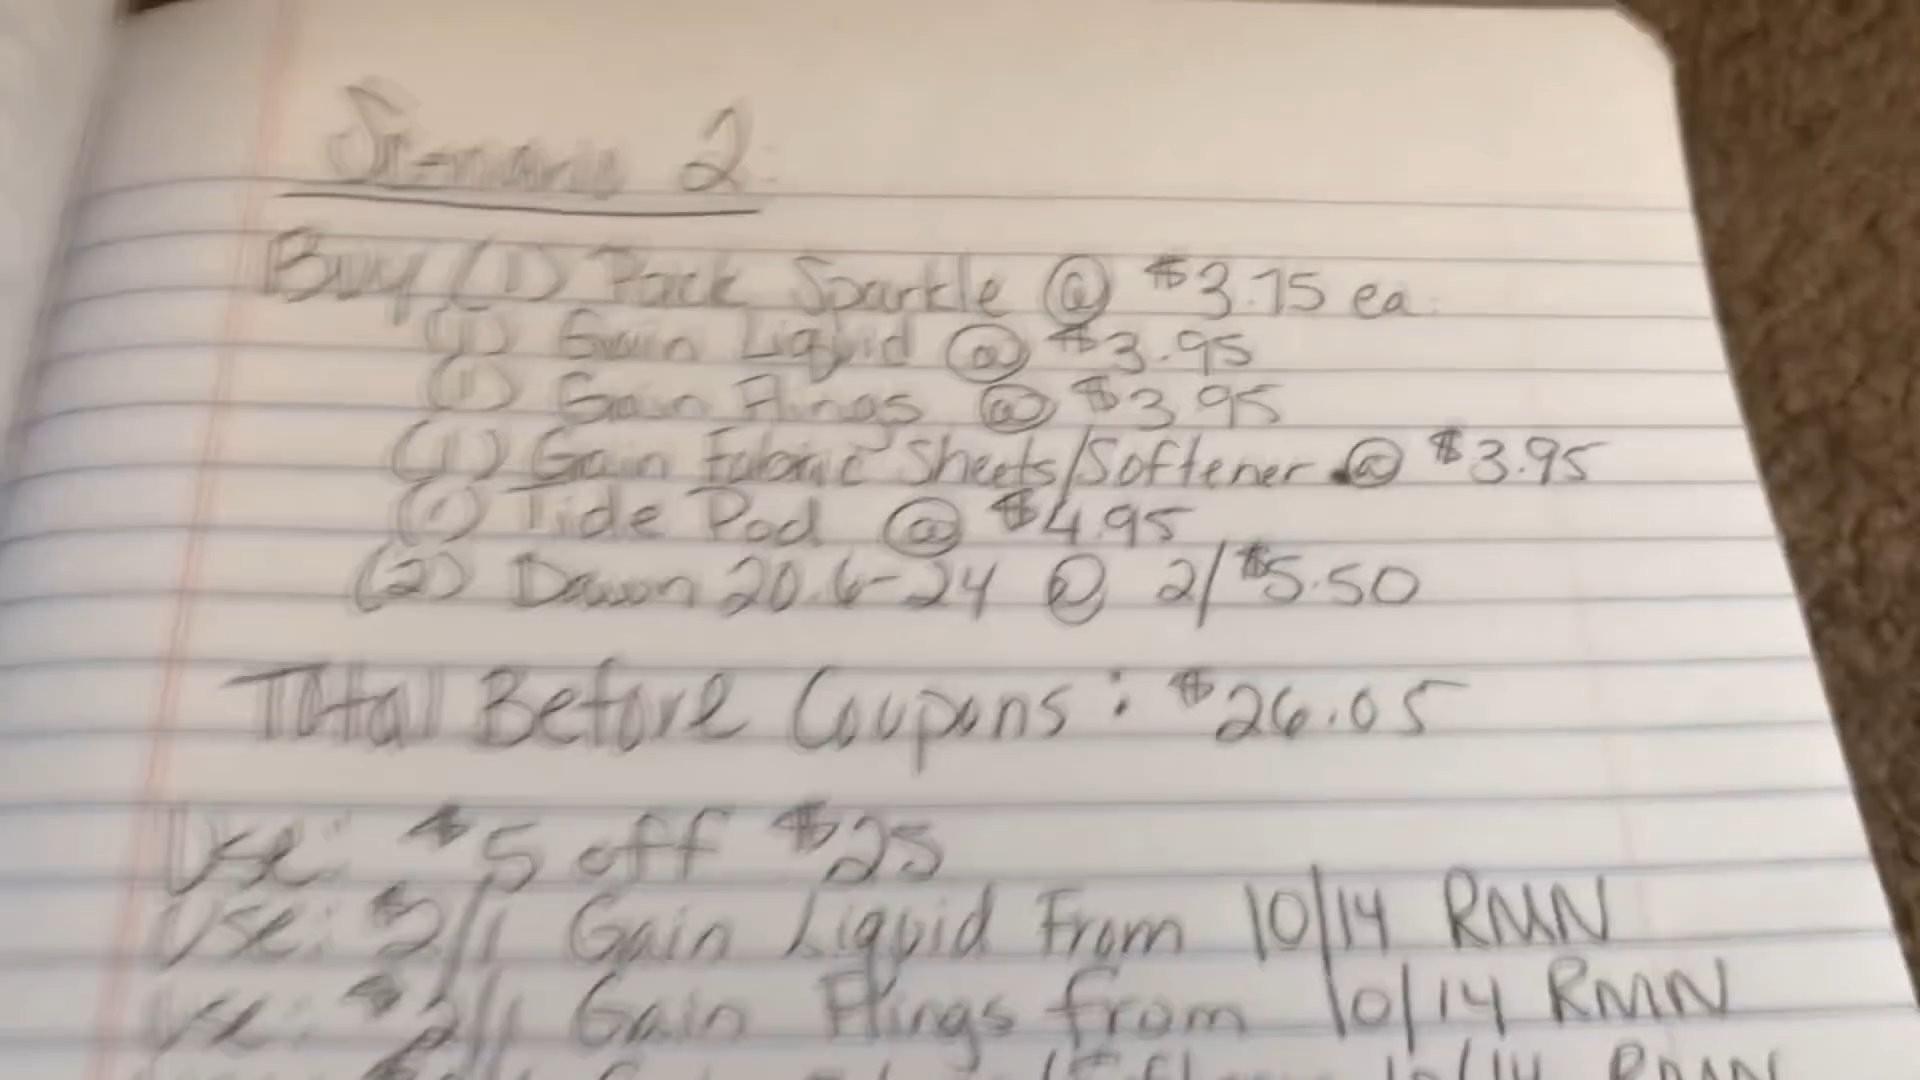 Scenario 2:
Buy (1) Pack Sparkle @ $3.75 ea.
(1) Gain Liquid @ $3.95
(1) Gain Flings @ $3.95
(1) Gain Fabric Sheets/Softener @ $3.95
(1) Tide Pod @ $4.95
(2) Dawn 20.6-24 @ 2/$5.50
Total Before Coupons: $26.05
Use: $5 off $25
Use: $2/1 Gain Liquid From 10/14 RMN
Use: $2/1 Gain Flings from 10/14 RMN
10/14 RMN